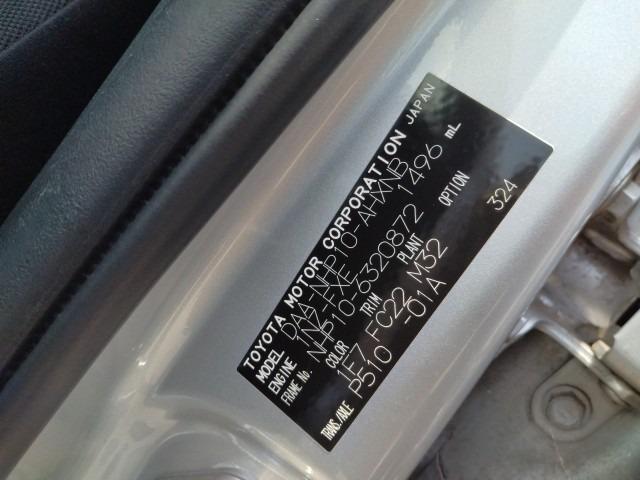 TOYOTA MOTOR CORPORATION JAPAN
MODEL DAA-NHP10-AHXNB
ENGINE 1NZ-FXE 1496 mL
FRAME No. NHP10-6320872
COLOR TRIM PLANT OPTION
1F7 FC22 M32
TRANS./AXLE P510 -01A 324